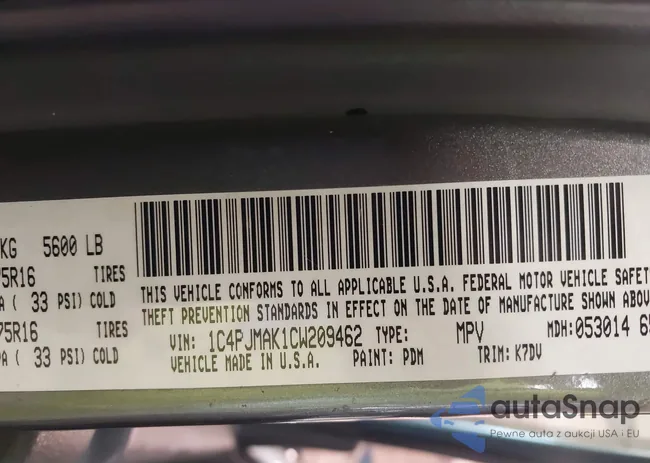 KG 5600 LB
75R16 TIRES
A ( 33 PSI) COLD
75R16
PA ( 33 PSI) COLD
THIS VEHICLE CONFORMS TO ALL APPLICABLE U.S.A. FEDERAL MOTOR VEHICLE SAFET
THEFT PREVENTION STANDARDS IN EFFECT ON THE DATE OF MANUFACTURE SHOWN ABOV
VIN: 1C4PJMAK1CW209462 TYPE: MPV MDH: 053014
VEHICLE MADE IN U.S.A. PAINT: PDM TRIM: K7DV
autaSnap
Pewne auta z aukcji USA i EU